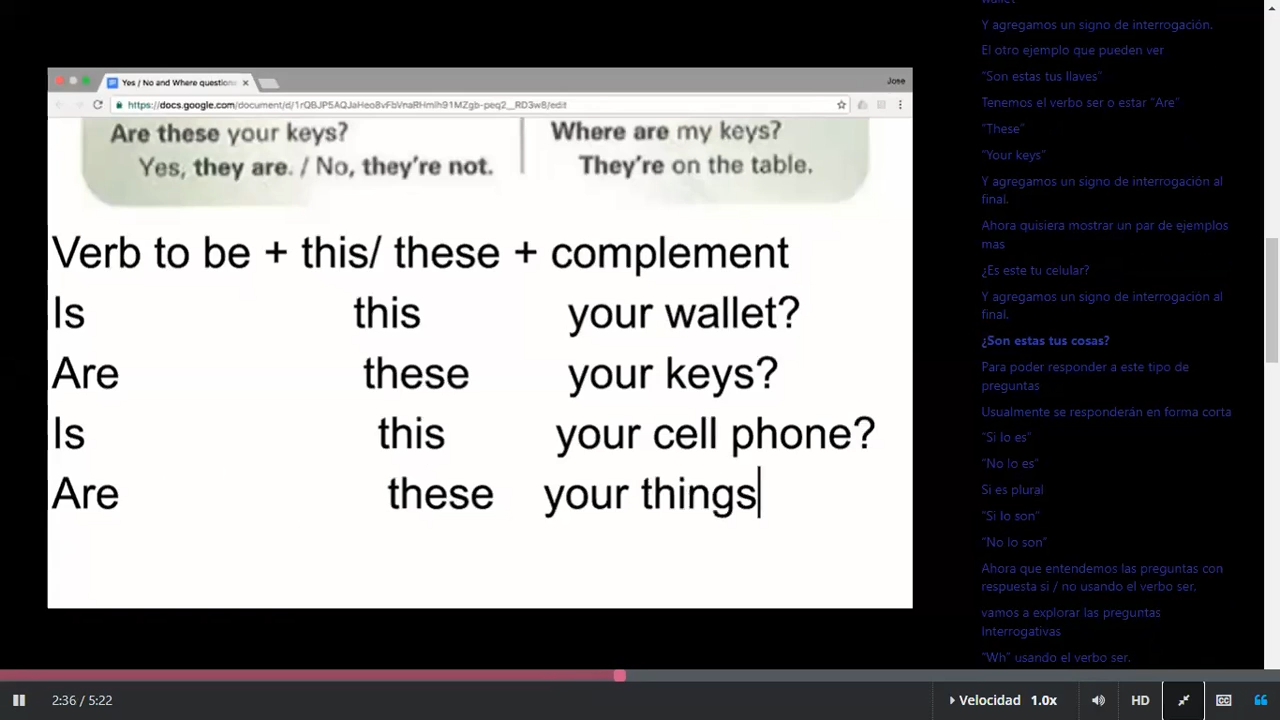 Yes / No and Where questions
Jose
https://docs.google.com/document/d/1rQBJP5AQJaHeo8vFbVnaRHmIh91MZgb-peq2__RD3w8/edit
Are these your keys?
Yes, they are. / No, they're not.
Where are my keys?
They're on the table.
Verb to be + this/ these + complement
Is this your wallet?
Are these your keys?
Is this your cell phone?
Are these your things
wallet
Y agregamos un signo de interrogación.
El otro ejemplo que pueden ver
“Son estas tus llaves”
Tenemos el verbo ser o estar “Are”
“These”
“Your keys”
Y agregamos un signo de interrogación al
final.
Ahora quisiera mostrar un par de ejemplos
mas
¿Es este tu celular?
Y agregamos un signo de interrogación al
final.
¿Son estas tus cosas?
Para poder responder a este tipo de
preguntas
Usualmente se responderán en forma corta
“Si lo es”
“No lo es”
Si es plural
“Si lo son”
“No lo son”
Ahora que entendemos las preguntas con
respuesta si / no usando el verbo ser.
vamos a explorar las preguntas
Interrogativas
“Wh” usando el verbo ser.
2:36 / 5:22
Velocidad 1.0x
HD
CC